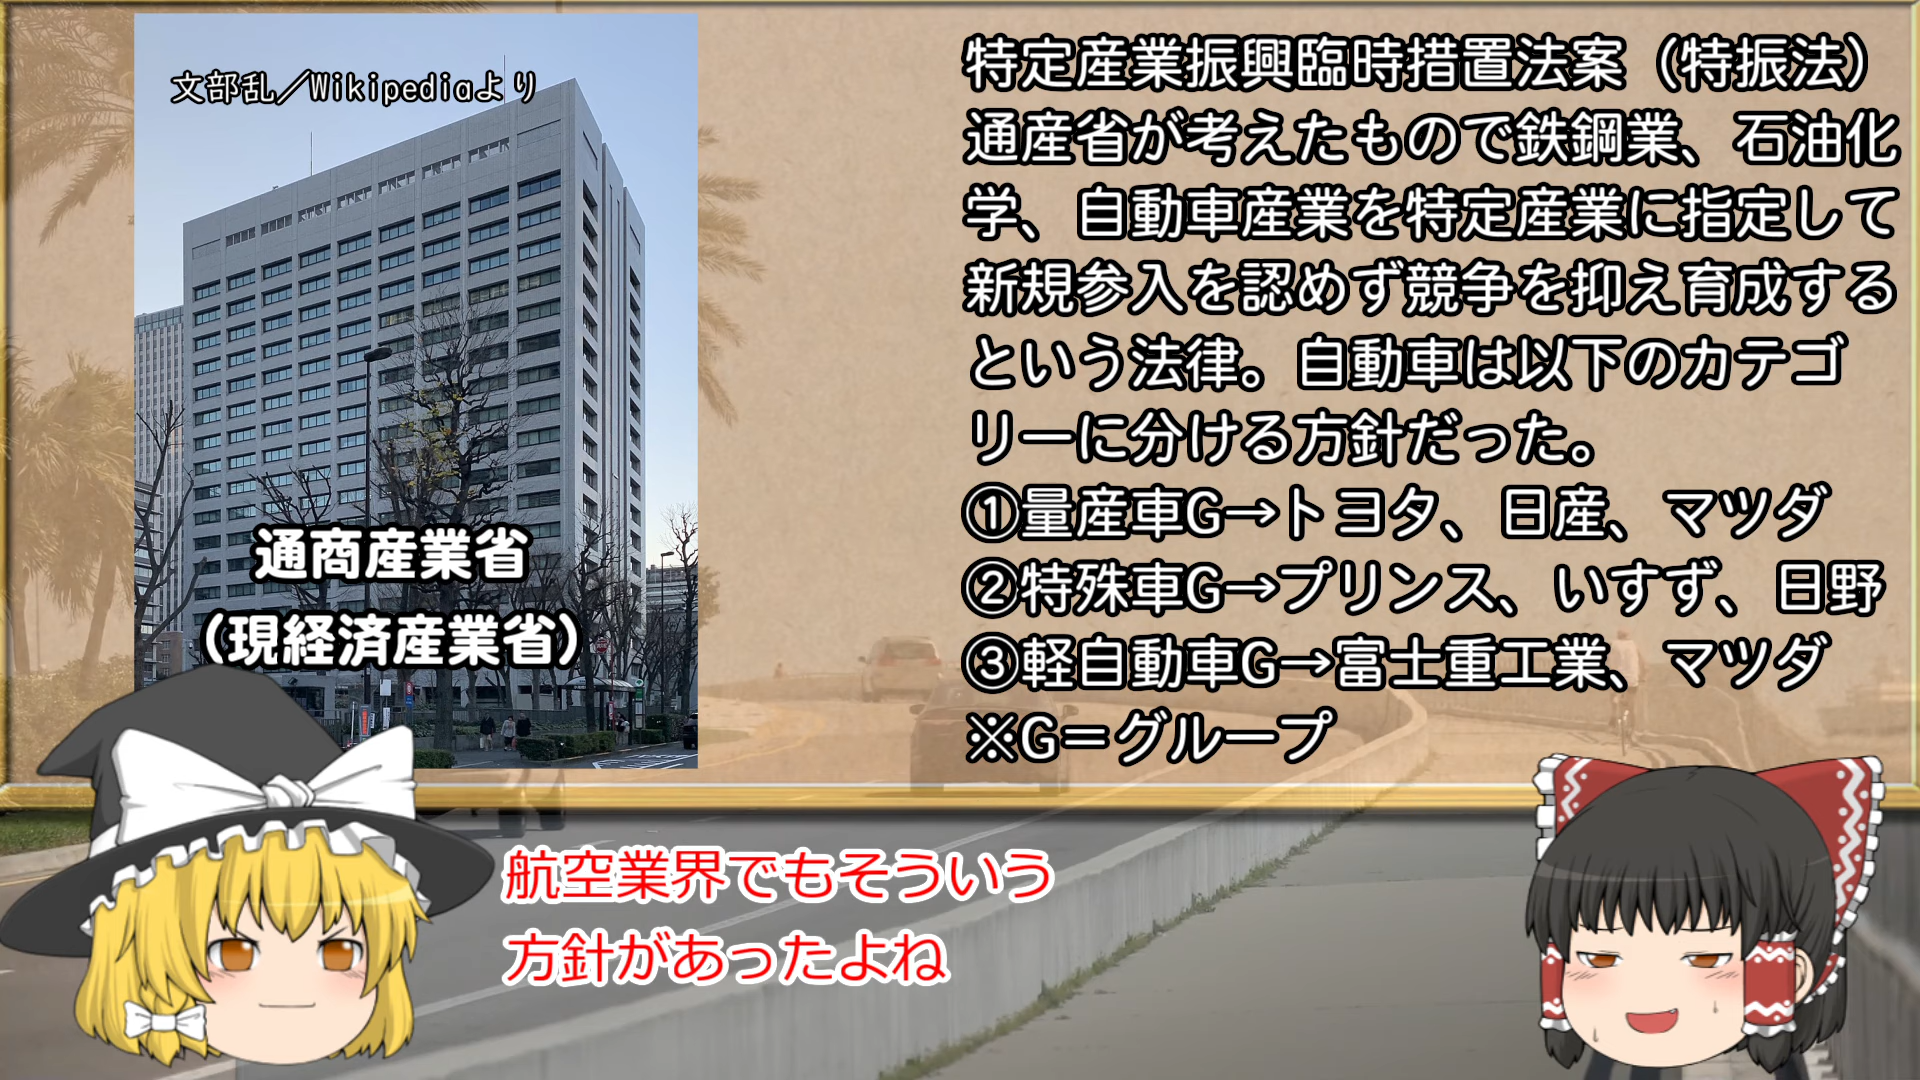 文部乱／Wikipediaより
通商産業省
（現経済産業省）
特定産業振興臨時措置法案（特振法）
通産省が考えたもので鉄鋼業、石油化
学、自動車産業を特定産業に指定して
新規参入を認めず競争を抑え育成する
という法律。自動車は以下のカテゴ
リーに分ける方針だった。
①量産車G→トヨタ、日産、マツダ
②特殊車G→プリンス、いすず、日野
③軽自動車G→富士重工業、マツダ
※G＝グループ
航空業界でもそういう
方針があったよね